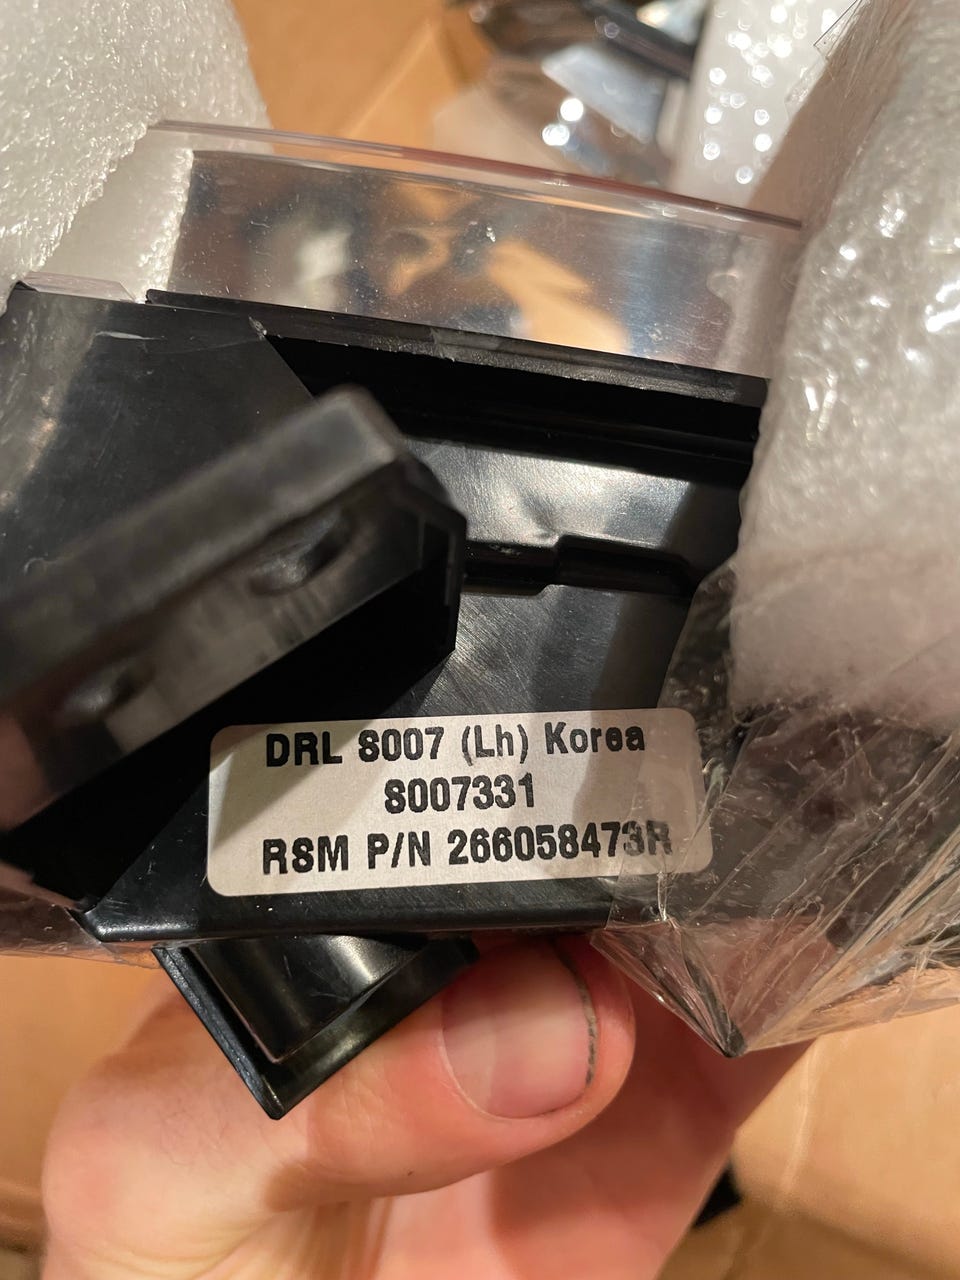 DRL 8007 (Lh) Korea
8007331
RSM P/N 266058473R